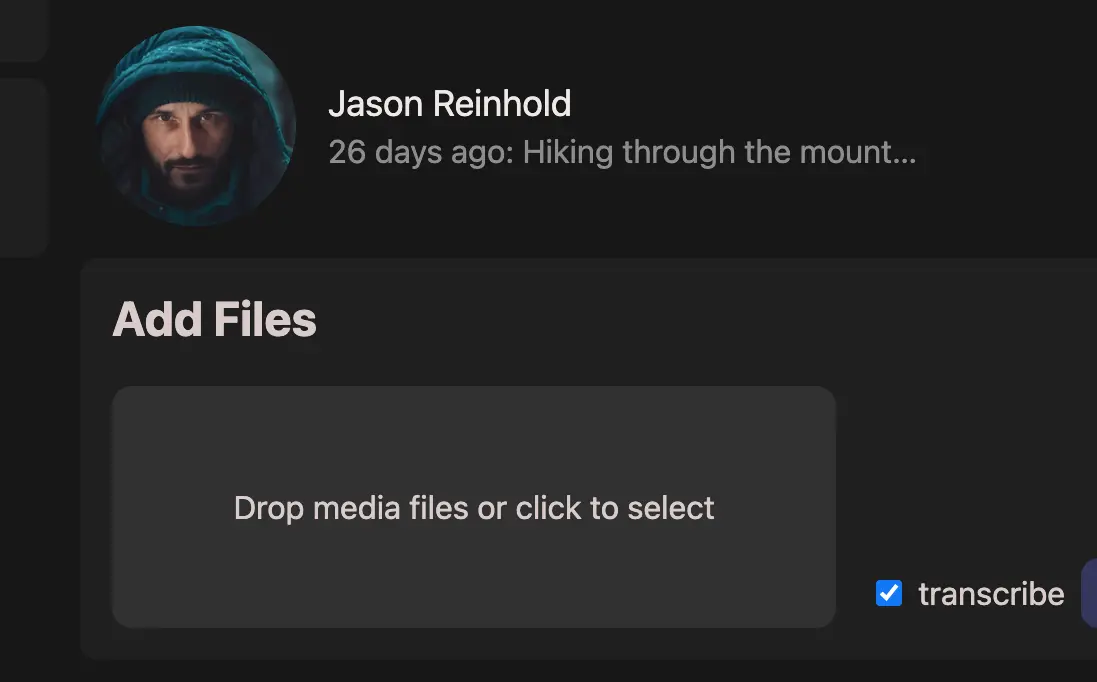 Jason Reinhold
26 days ago: Hiking through the mount...
Add Files
Drop media files or click to select
transcribe